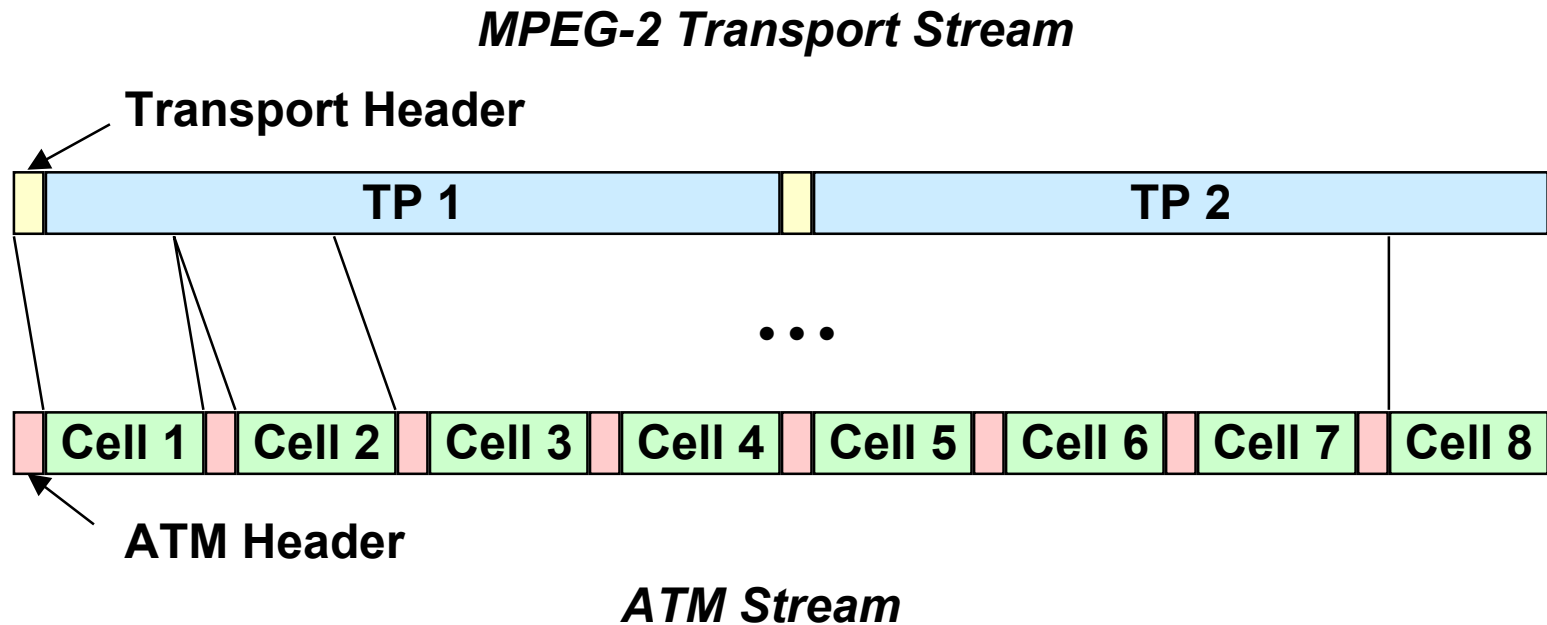 MPEG-2 Transport Stream
Transport Header
TP 1 TP 2
...
Cell 1 Cell 2 Cell 3 Cell 4 Cell 5 Cell 6 Cell 7 Cell 8
ATM Header
ATM Stream